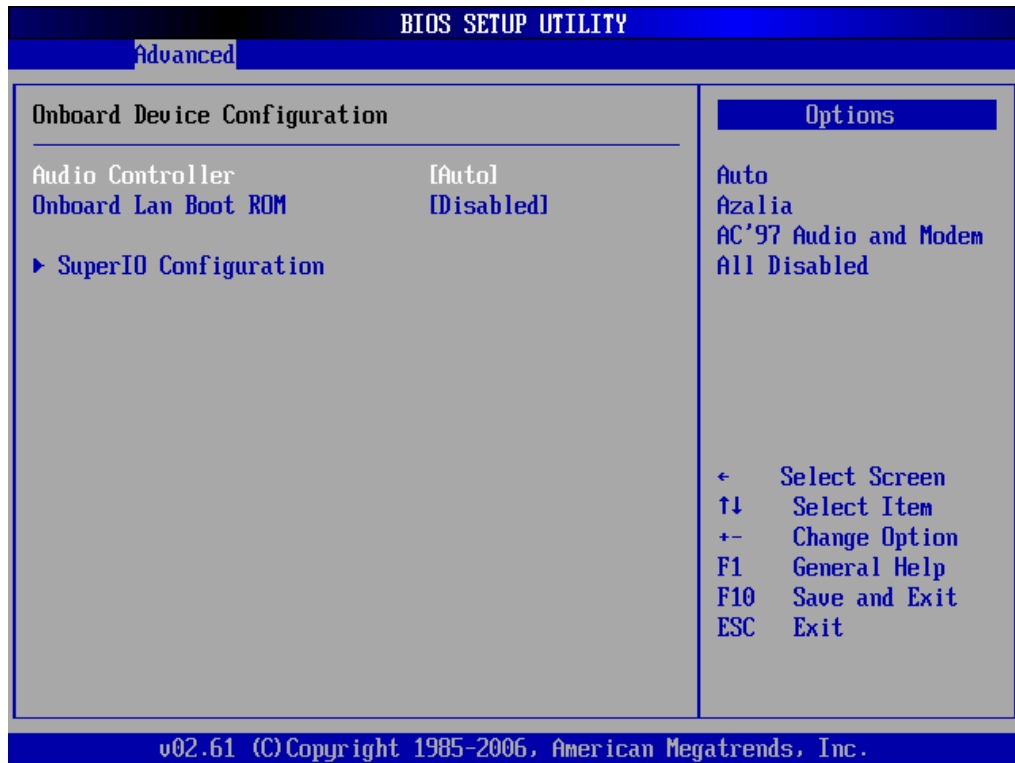 BIOS SETUP UTILITY
Advanced
Onboard Device Configuration
Audio Controller [Auto]
Onboard Lan Boot ROM [Disabled]
▶ SuperIO Configuration
Options
Auto
Azalia
AC'97 Audio and Modem
All Disabled
← Select Screen
↑↓ Select Item
+- Change Option
F1 General Help
F10 Save and Exit
ESC Exit
v02.61 (C)Copyright 1985-2006, American Megatrends, Inc.